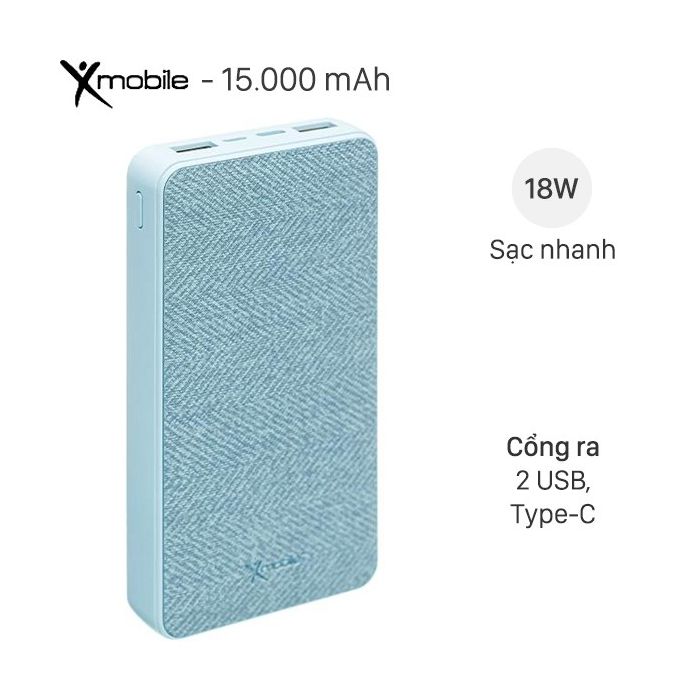 Xmobile - 15.000 mAh
18W
Sạc nhanh
Cổng ra
2 USB,
Type-C